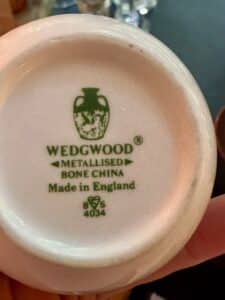 WEDGWOOD®
METALLISED
BONE CHINA
Made in England
B S
4034